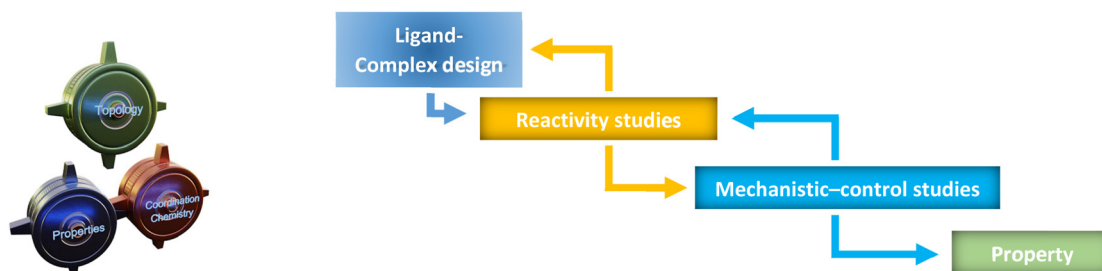 Topology
Properties
Coordination
Chemistry
Ligand-
Complex design
Reactivity studies
Mechanistic–control studies
Property